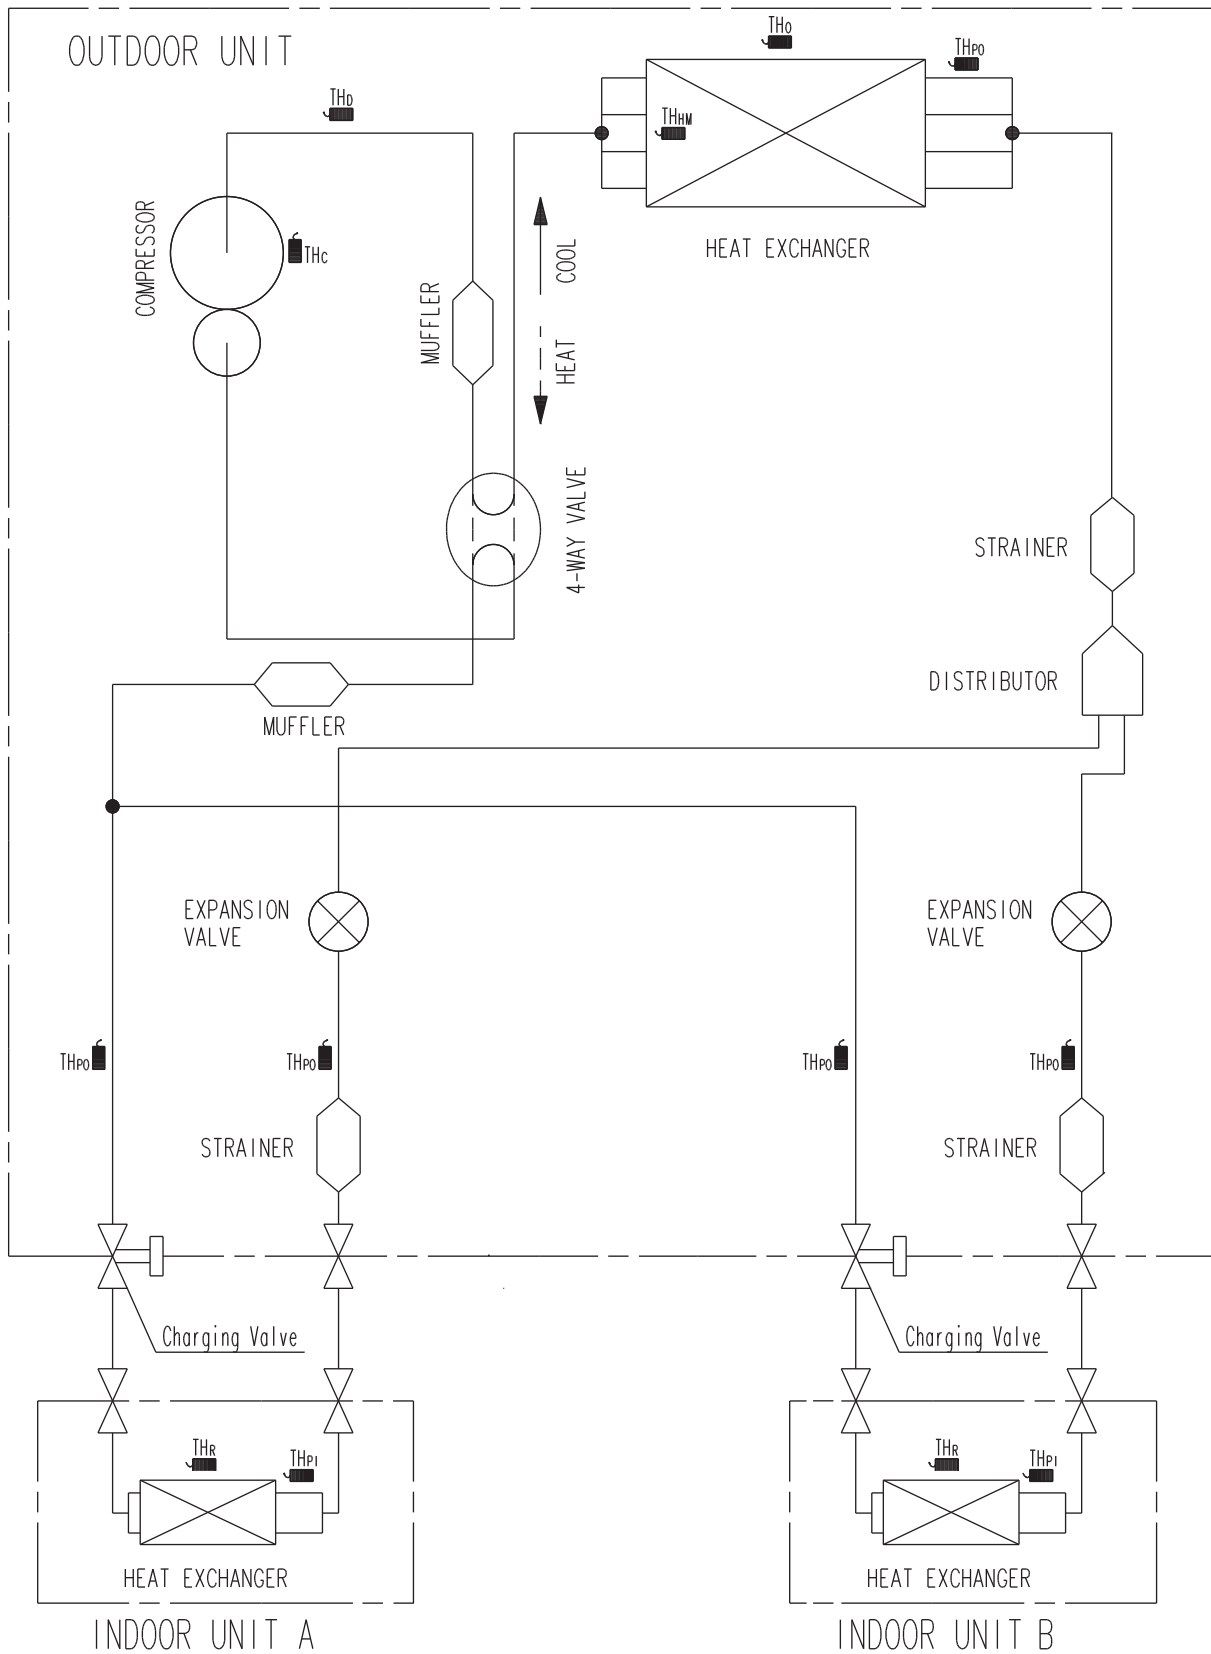 OUTDOOR UNIT
THO
THPO
THD
THHM
COMPRESSOR
THC
HEAT EXCHANGER
COOL
MUFFLER
HEAT
4-WAY VALVE
STRAINER
DISTRIBUTOR
MUFFLER
EXPANSION
VALVE
EXPANSION
VALVE
THPO
THPO
THPO
THPO
STRAINER
STRAINER
Charging Valve
Charging Valve
THR
THPI
THR
THPI
HEAT EXCHANGER
HEAT EXCHANGER
INDOOR UNIT A
INDOOR UNIT B